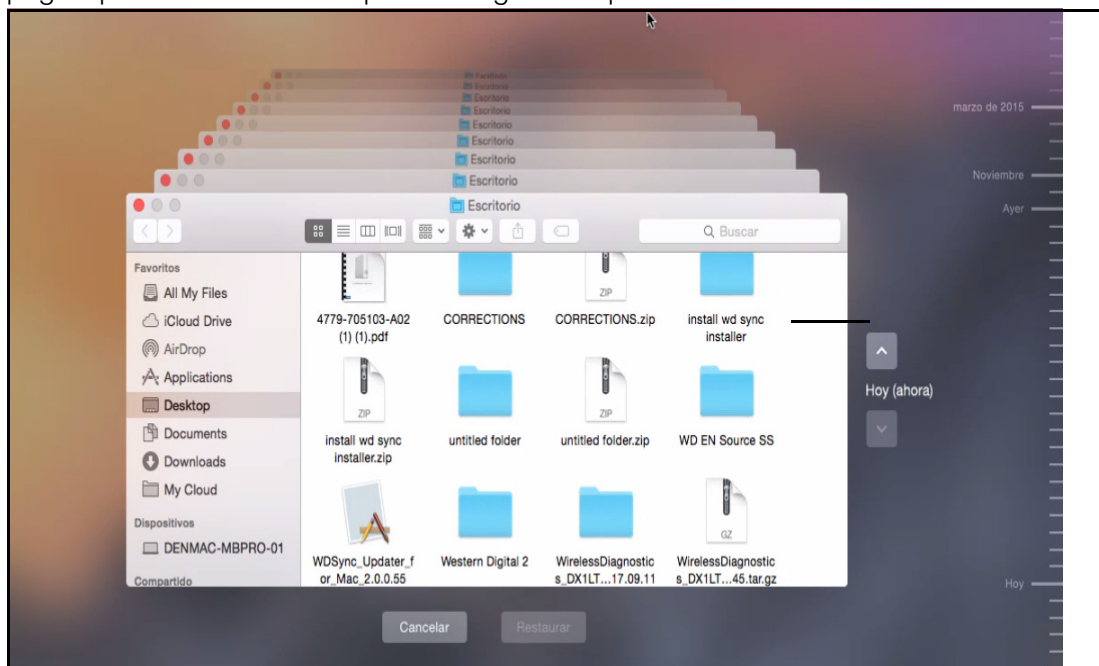 Escritorio
Escritorio
Escritorio
Escritorio
Escritorio
Escritorio
Escritorio
Escritorio
Buscar
marzo de 2015
Noviembre
Ayer
Favoritos
All My Files
iCloud Drive
AirDrop
Applications
Desktop
Documents
Downloads
My Cloud
Dispositivos
DENMAC-MBPRO-01
Compartido
ZIP
4779-705103-A02
(1) (1).pdf
CORRECTIONS
CORRECTIONS.zip
install wd sync
installer
ZIP
ZIP
install wd sync
installer.zip
untitled folder
untitled folder.zip
WD EN Source SS
GZ
WDSync_Updater_f
or_Mac_2.0.0.55
Western Digital 2
WirelessDiagnostic
s_DX1LT...17.09.11
WirelessDiagnostic
s_DX1LT...45.tar.gz
Hoy (ahora)
Hoy
Cancelar
Restaurar